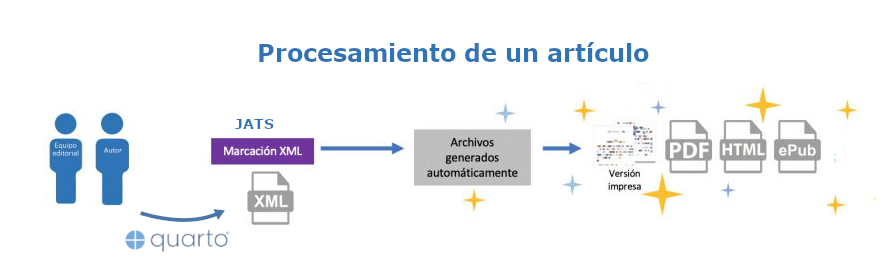 Procesamiento de un artículo
Equipo
editorial
Autor
JATS
Marcación XML
XML
quarto
Archivos
generados
automáticamente
Versión
impresa
PDF
HTML
ePub